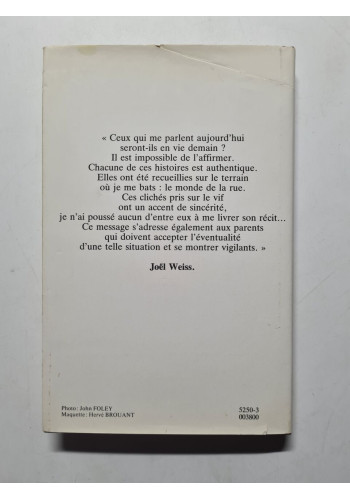 « Ceux qui me parlent aujourd'hui
seront-ils en vie demain ?
Il est impossible de l'affirmer.
Chacune de ces histoires est authentique.
Elles ont été recueillies sur le terrain
où je me bats : le monde de la rue.
Ces clichés pris sur le vif
ont un accent de sincérité,
je n'ai poussé aucun d'entre eux à me livrer son récit...
Ce message s'adresse également aux parents
qui doivent accepter l'éventualité
d'une telle situation et se montrer vigilants. »
Joël Weiss.
Photo : John FOLEY
Maquette : Hervé BROUANT
5250-3
003800